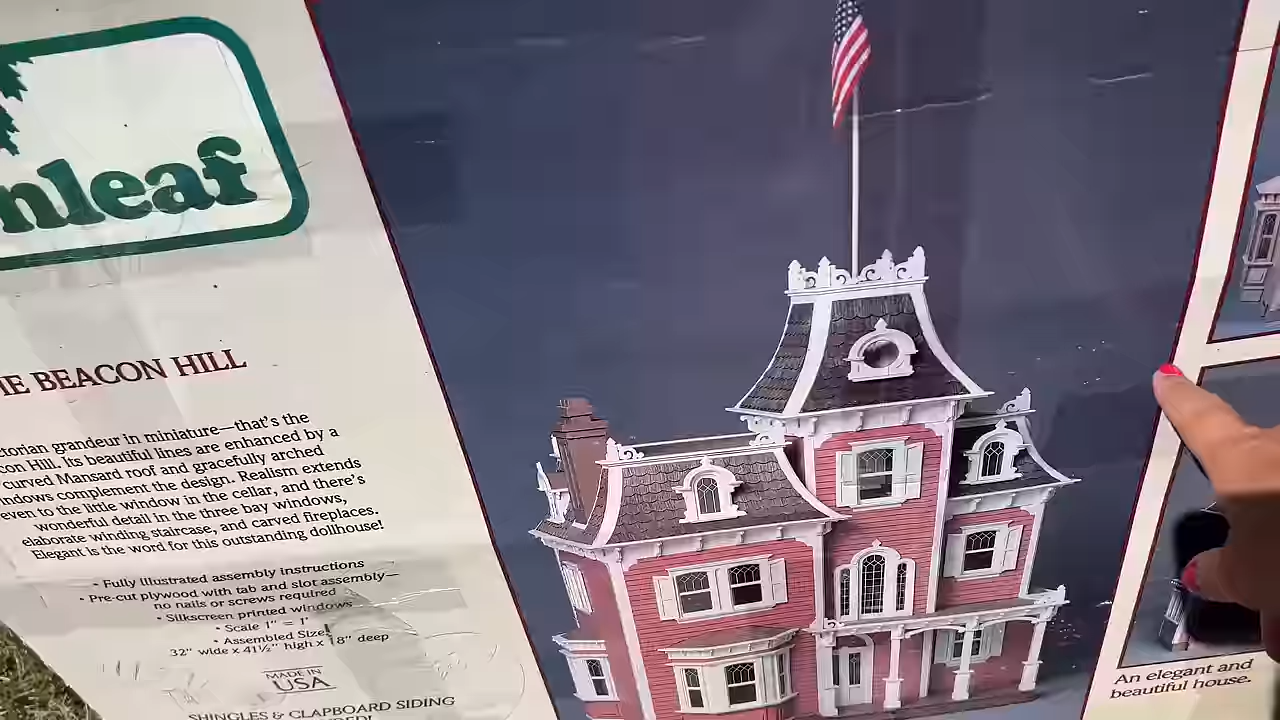 nleaf
E BEACON HILL
ctorian grandeur in miniature—that's the
con Hill. Its beautiful lines are enhanced by a
curved Mansard roof and gracefully arched
ndows complement the design. Realism extends
even to the little window in the cellar, and there's
wonderful detail in the three bay windows,
elaborate winding staircase, and carved fireplaces.
Elegant is the word for this outstanding dollhouse!
• Fully illustrated assembly instructions
• Pre-cut plywood with tab and slot assembly—
no nails or screws required
• Silkscreen printed windows
• Scale 1" = 1'
• Assembled Size:
32" wide x 41½" high x 18" deep
MADE IN
USA
SHINGLES & CLAPBOARD SIDING
An elegant and
beautiful house.